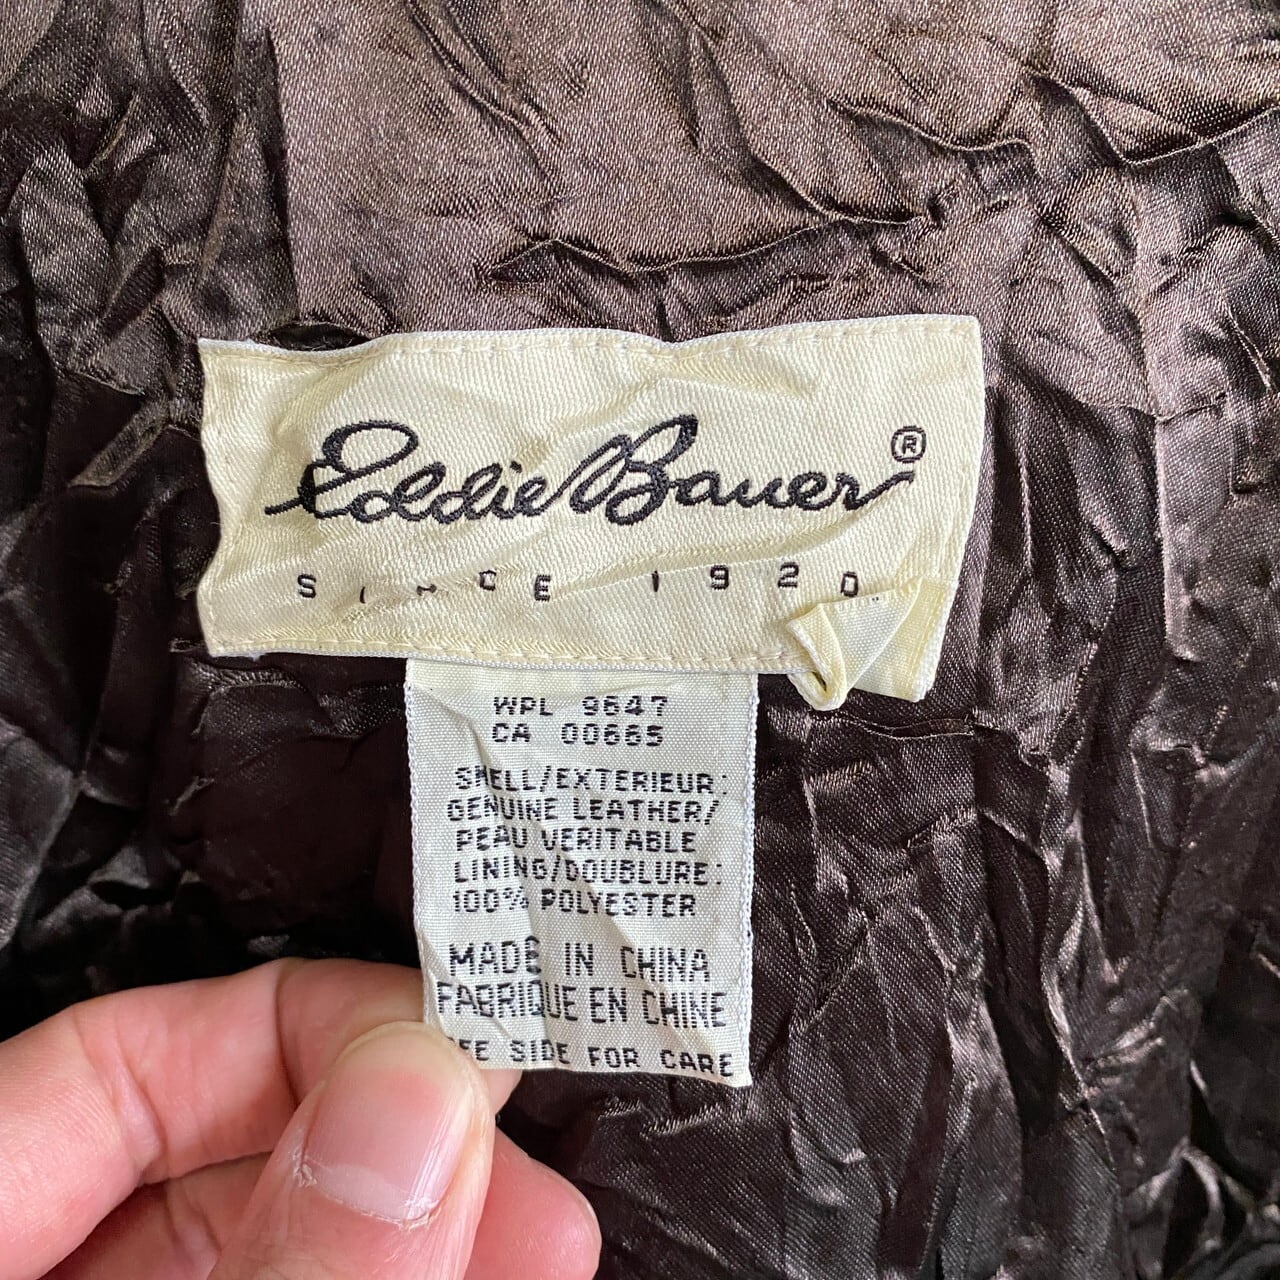 Eddie Bauer®
SINCE 1920
WPL 9647
CA 00665
SHELL/EXTERIEUR:
GENUINE LEATHER/
PEAU VERITABLE
LINING/DOUBLURE:
100% POLYESTER
MADE IN CHINA
FABRIQUE EN CHINE
SEE SIDE FOR CARE